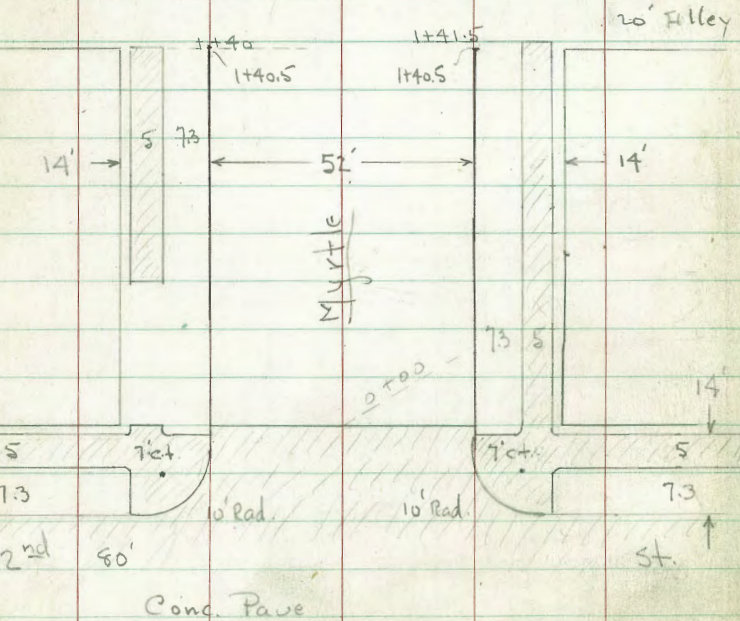 20' Alley
1+40 1+41.5
1+40.5 1+40.5
5 7.3
14' 52' 14'
Myrtle
7.3 5
0+00
14'
5 7'ct. 7'ct. 5
7.3 7.3
10' Rad. 10' Rad.
2nd 80' St.
Conc. Pave